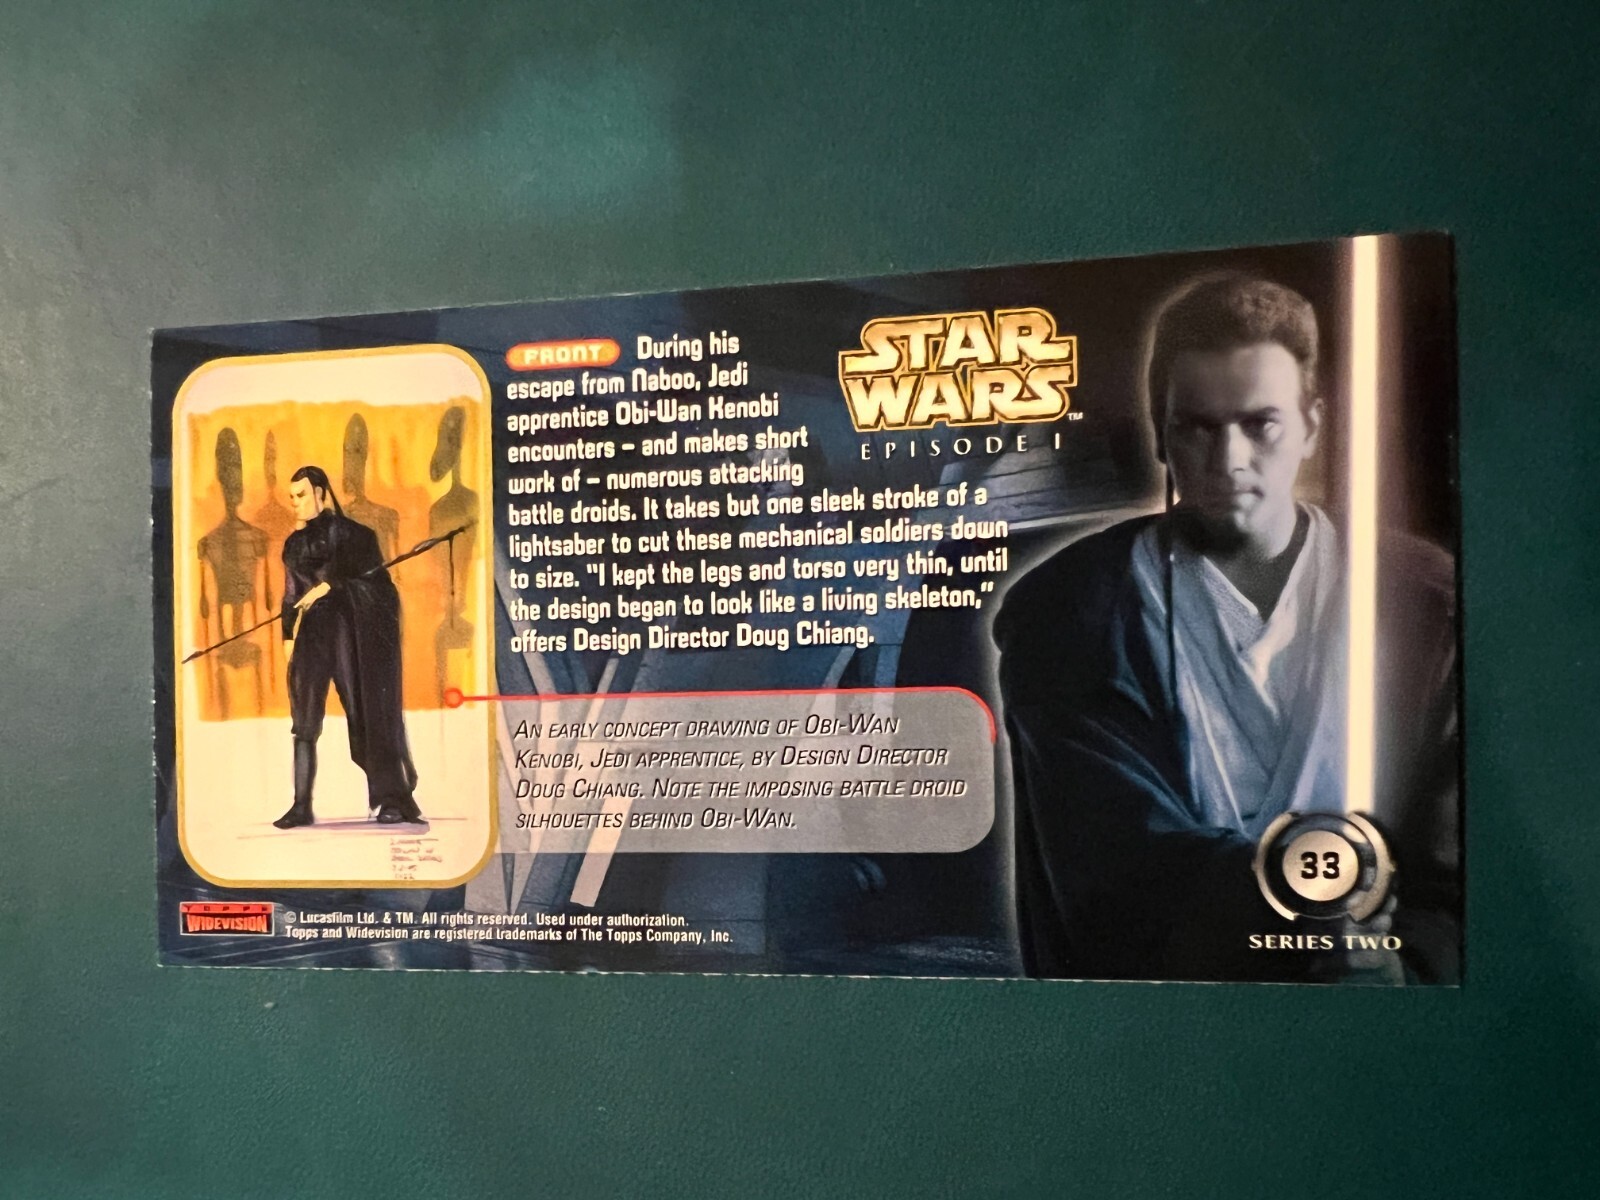 FRONT During his
escape from Naboo, Jedi
apprentice Obi-Wan Kenobi
encounters – and makes short
work of – numerous attacking
battle droids. It takes but one sleek stroke of a
lightsaber to cut these mechanical soldiers down
to size. "I kept the legs and torso very thin, until
the design began to look like a living skeleton,"
offers Design Director Doug Chiang.
STAR
WARS™
EPISODE I
AN EARLY CONCEPT DRAWING OF OBI-WAN
KENOBI, JEDI APPRENTICE, BY DESIGN DIRECTOR
DOUG CHIANG. NOTE THE IMPOSING BATTLE DROID
SILHOUETTES BEHIND OBI-WAN.
TOPPS
WIDEVISION
© Lucasfilm Ltd. & TM. All rights reserved. Used under authorization.
Topps and Widevision are registered trademarks of The Topps Company, Inc.
33
SERIES TWO